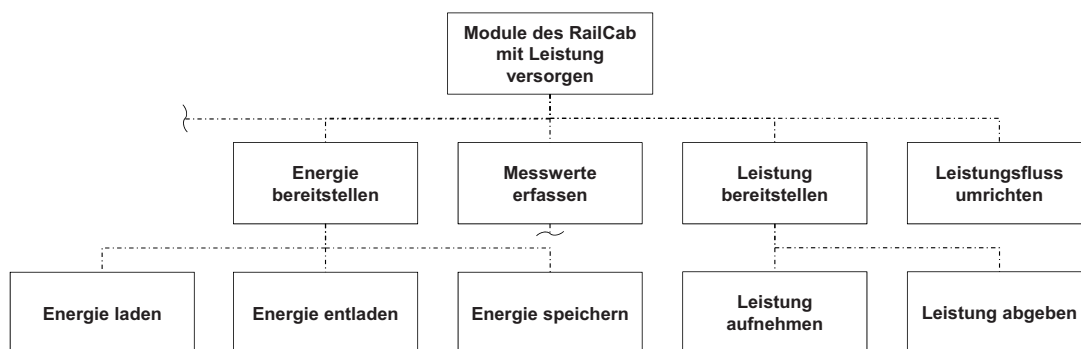 Module des RailCab
mit Leistung
versorgen
Energie
bereitstellen
Messwerte
erfassen
Leistung
bereitstellen
Leistungsfluss
umrichten
Energie laden
Energie entladen
Energie speichern
Leistung
aufnehmen
Leistung abgeben